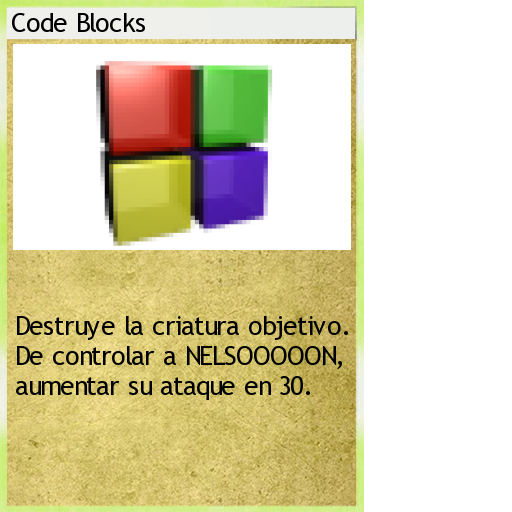 Code Blocks
Destruye la criatura objetivo.
De controlar a NELSOOOOON,
aumentar su ataque en 30.